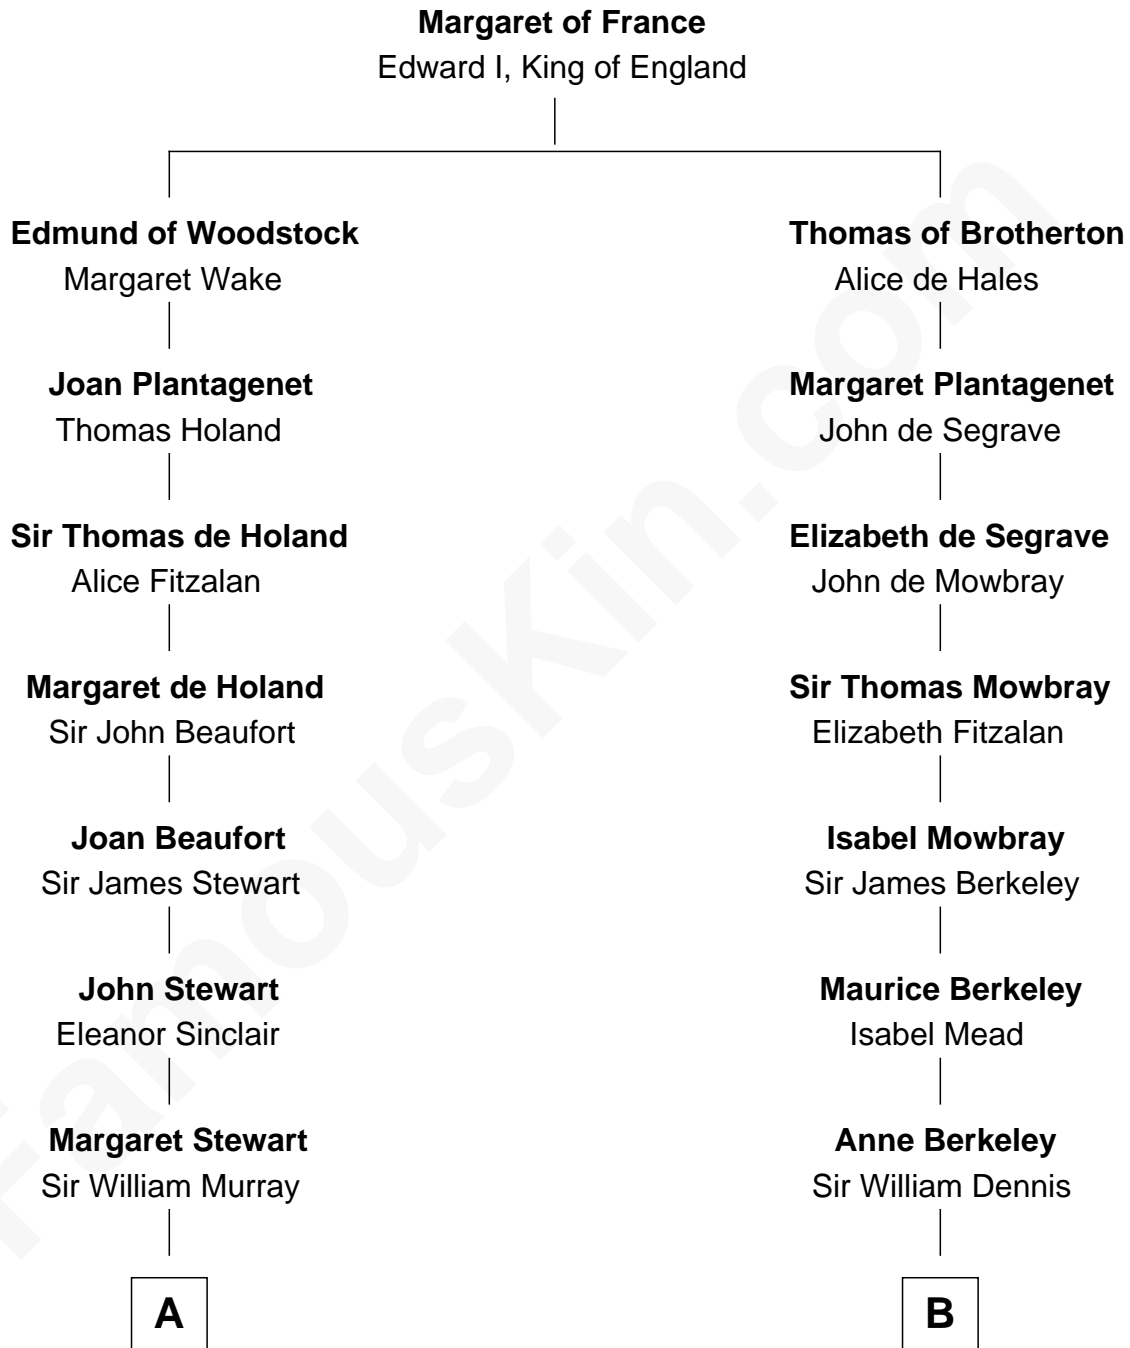 Margaret of France
Edward I, King of England
Edmund of Woodstock
Margaret Wake
Thomas of Brotherton
Alice de Hales
Joan Plantagenet
Thomas Holand
Margaret Plantagenet
John de Segrave
Sir Thomas de Holand
Alice Fitzalan
Elizabeth de Segrave
John de Mowbray
Margaret de Holand
Sir John Beaufort
Sir Thomas Mowbray
Elizabeth Fitzalan
Joan Beaufort
Sir James Stewart
Isabel Mowbray
Sir James Berkeley
John Stewart
Eleanor Sinclair
Maurice Berkeley
Isabel Mead
Margaret Stewart
Sir William Murray
Anne Berkeley
Sir William Dennis
A
B
FamousKin.com